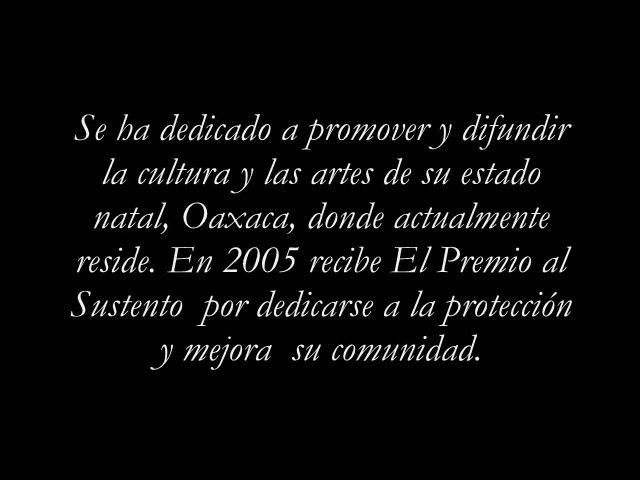 Se ha dedicado a promover y difundir
la cultura y las artes de su estado
natal, Oaxaca, donde actualmente
reside. En 2005 recibe El Premio al
Sustento  por dedicarse a la protección
y mejora  su comunidad.